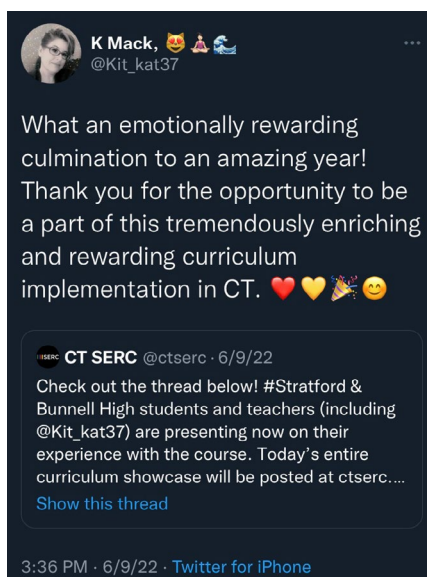 K Mack, 😻🧘🏻‍♀️🌊
@Kit_kat37
What an emotionally rewarding
culmination to an amazing year!
Thank you for the opportunity to be
a part of this tremendously enriching
and rewarding curriculum
implementation in CT. ❤️💛🎉😊
SERC CT SERC @ctserc · 6/9/22
Check out the thread below! #Stratford &
Bunnell High students and teachers (including
@Kit_kat37) are presenting now on their
experience with the course. Today’s entire
curriculum showcase will be posted at ctserc....
Show this thread
3:36 PM · 6/9/22 · Twitter for iPhone